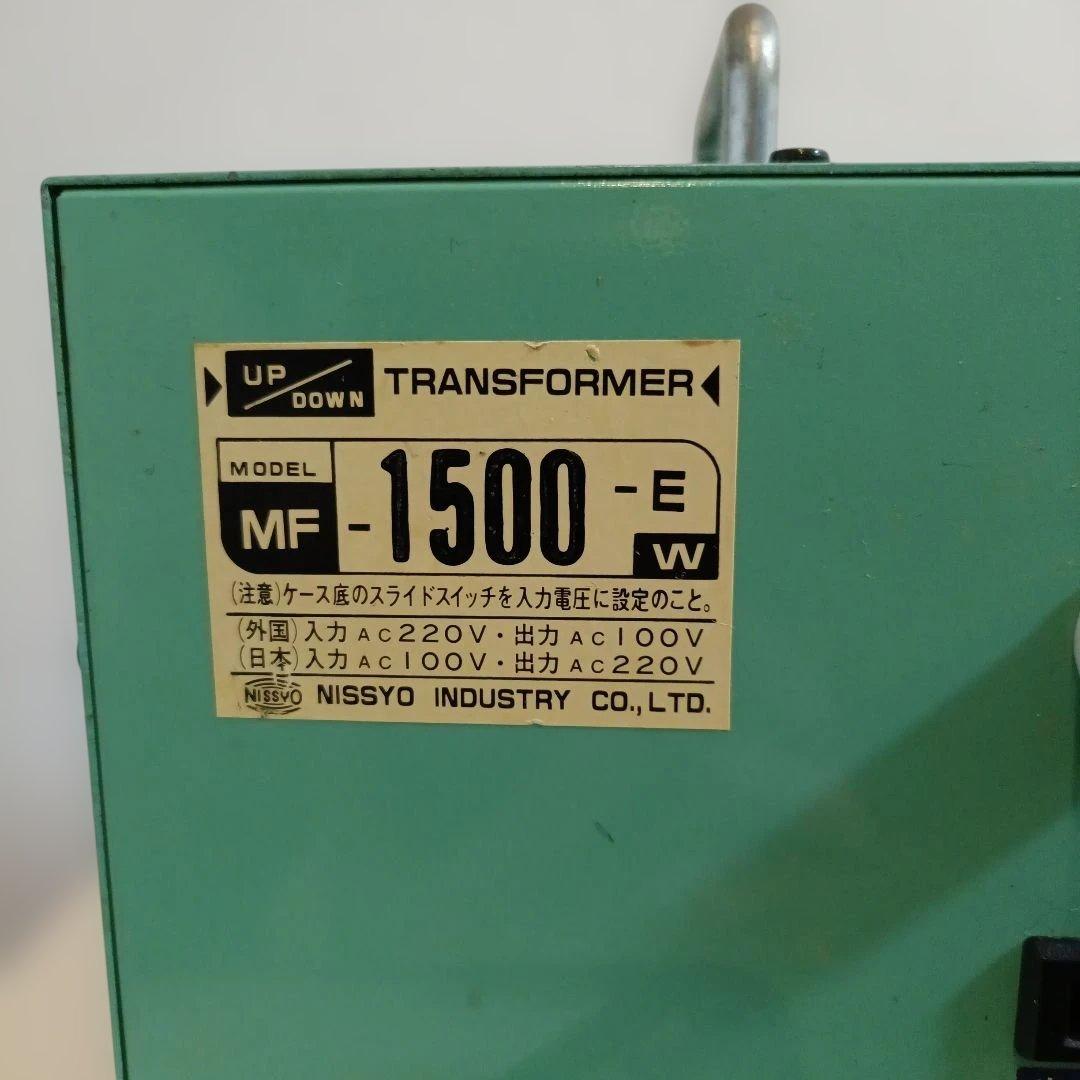 UP/DOWN TRANSFORMER
MODEL
MF-1500-E
W
(注意)ケース底のスライドスイッチを入力電圧に設定のこと。
(外国)入力AC220V・出力AC100V
(日本)入力AC100V・出力AC220V
NISSYO NISSYO INDUSTRY CO.,LTD.